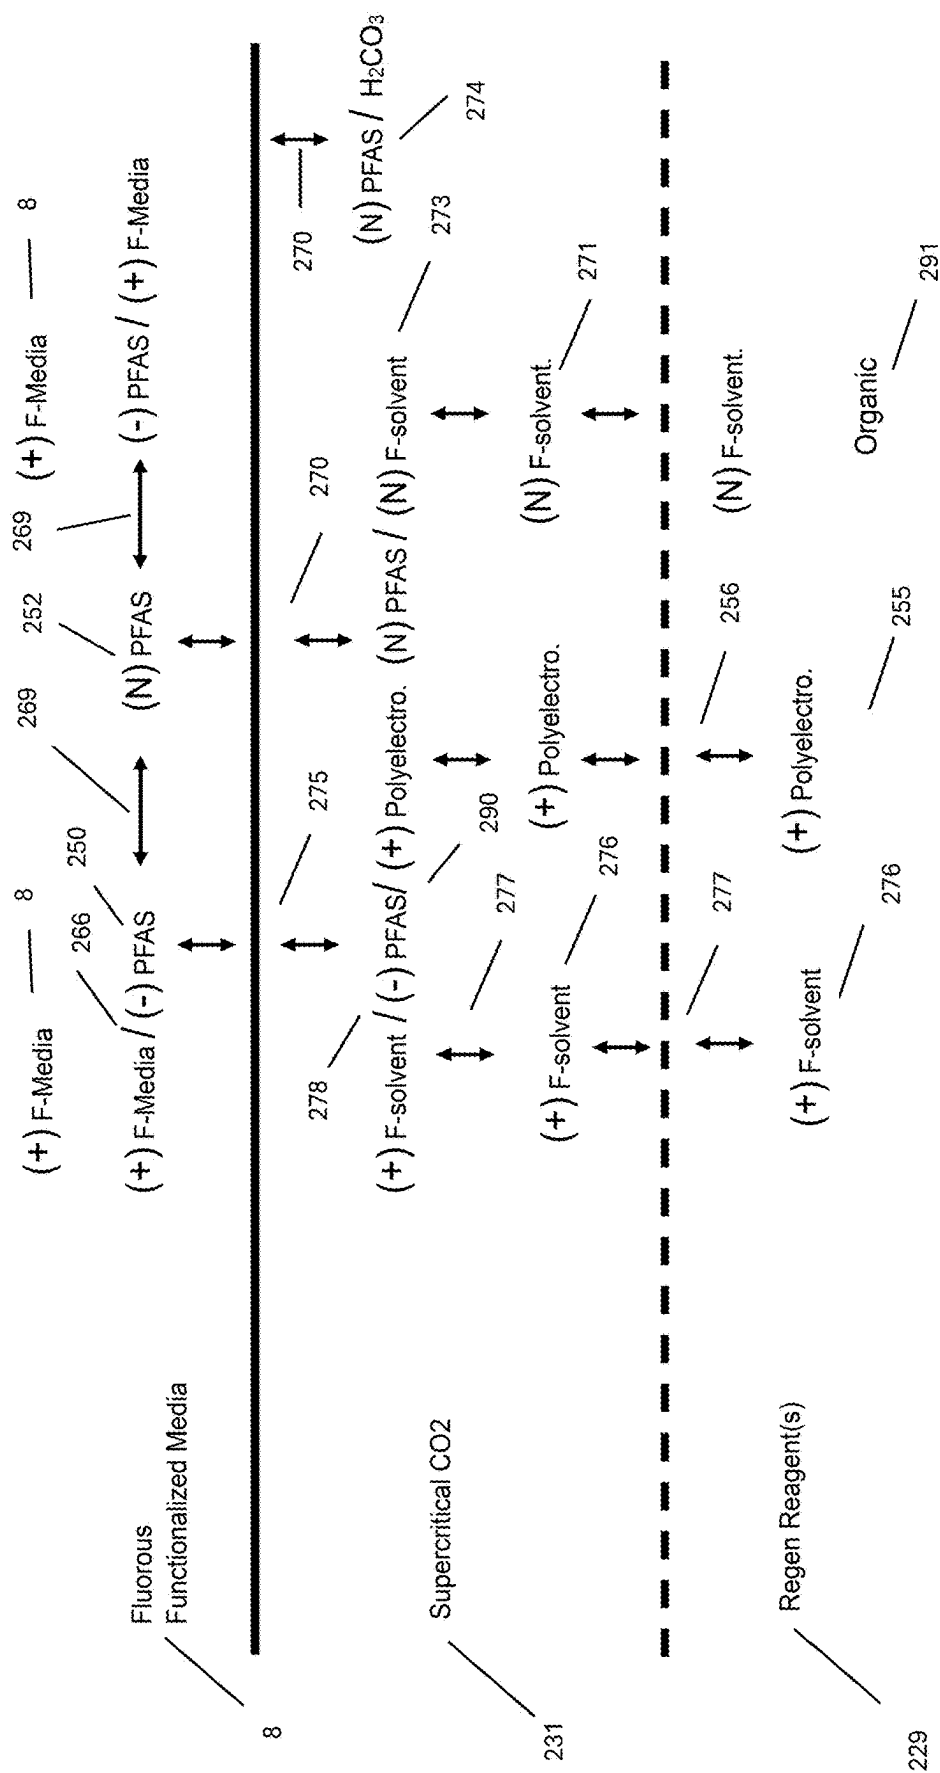 8
8
269
252
269
250
266
(+) F-Media
(+) F-Media
Fluorous
Functionalized Media
(+) F-Media / (-) PFAS
(N) PFAS
(-) PFAS / (+) F-Media
8
275
270
270
278
(+) F-solvent / (-) PFAS/ (+) Polyelectro.
(N) PFAS / (N) F-solvent
(N) PFAS / H₂CO₃
273
274
Supercritical CO2
290
277
276
271
(+) F-solvent
(+) Polyelectro.
(N) F-solvent.
231
277
256
(N) F-solvent.
Regen Reagent(s)
(+) F-solvent
(+) Polyelectro.
Organic
276
255
291
229